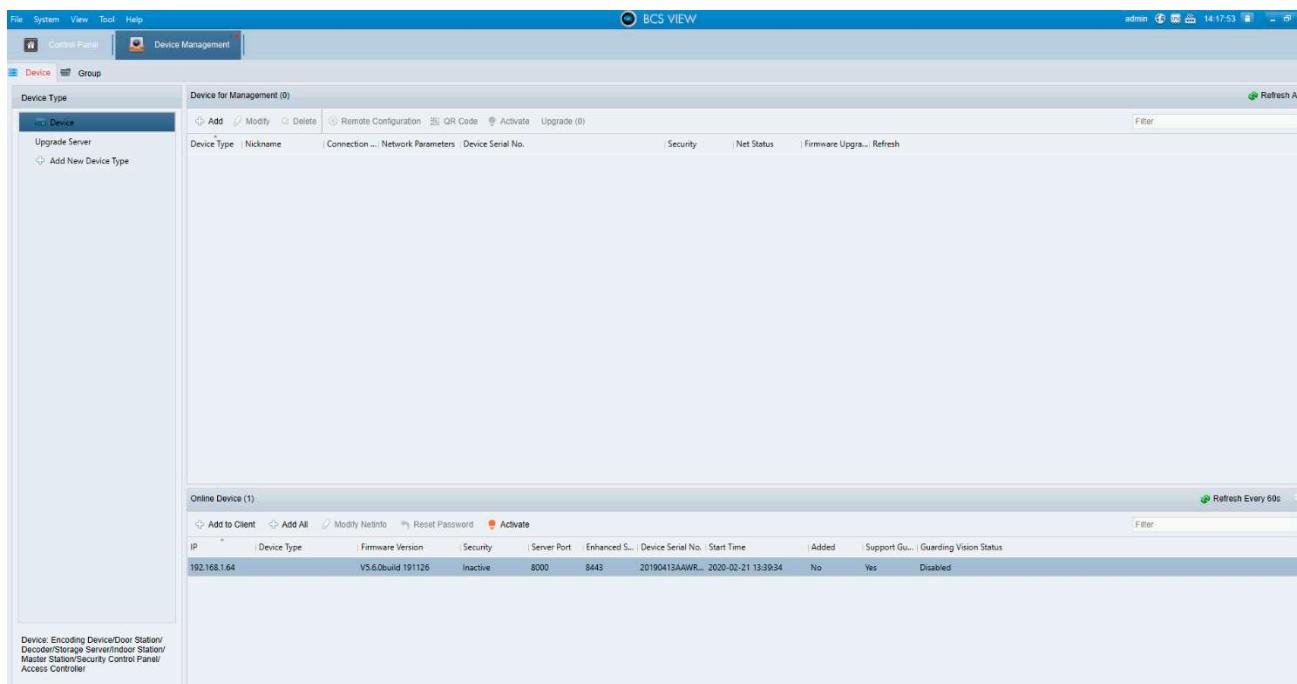 File System View Tool Help
BCS VIEW
admin 14:17:53
Control Panel
Device Management
Device Group
Device Type
Device
Upgrade Server
Add New Device Type
Device: Encoding Device/Door Station/
Decoder/Storage Server/Indoor Station/
Master Station/Security Control Panel/
Access Controller
Device for Management (0)
Refresh A
Add Modify Delete Remote Configuration QR Code Activate Upgrade (0)
Filter
Device Type Nickname Connection ... Network Parameters Device Serial No. Security Net Status Firmware Upgra... Refresh
Online Device (1)
Refresh Every 60s
Add to Client Add All Modify Netinfo Reset Password Activate
Filter
IP Device Type Firmware Version Security Server Port Enhanced S... Device Serial No. Start Time Added Support Gu... Guarding Vision Status
192.168.1.64 V5.6.0build 191126 Inactive 8000 8443 20190413AAWR... 2020-02-21 13:39:34 No Yes Disabled